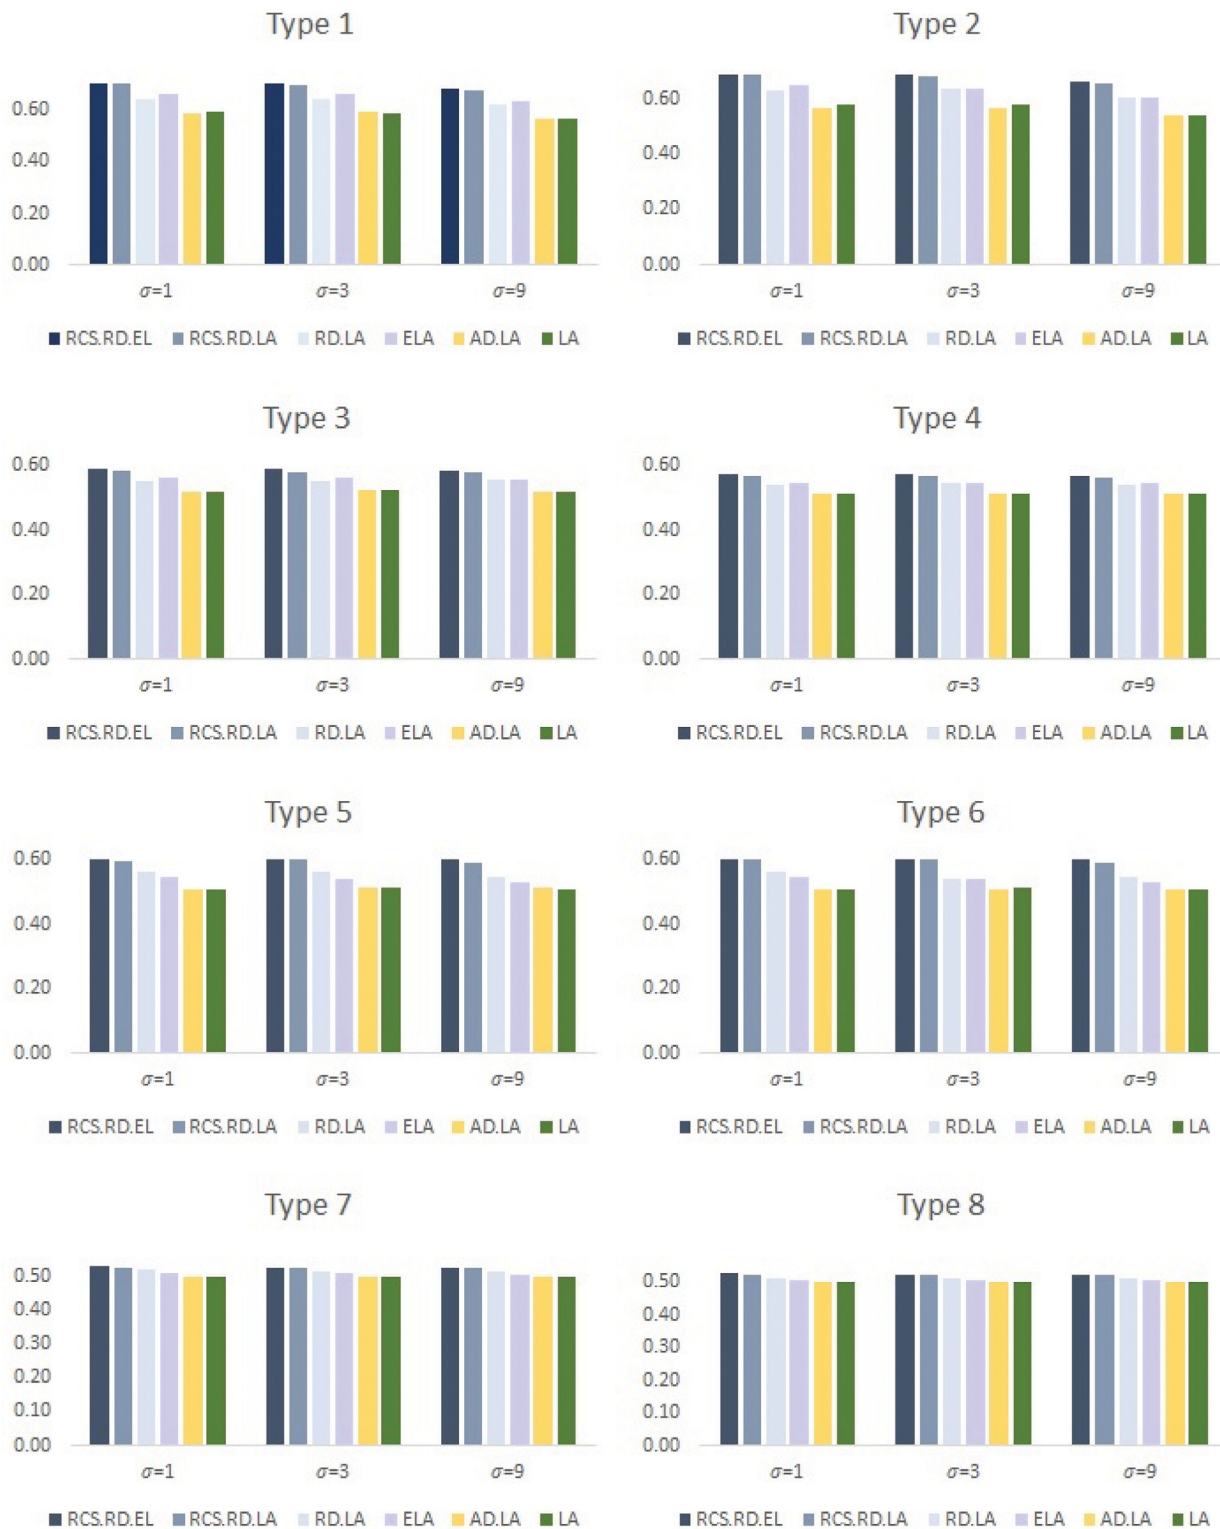 Type 1
0.60
0.40
0.20
0.00
σ=1 σ=3 σ=9
RCS.RD.EL RCS.RD.LA RD.LA ELA AD.LA LA
Type 2
0.60
0.40
0.20
0.00
σ=1 σ=3 σ=9
RCS.RD.EL RCS.RD.LA RD.LA ELA AD.LA LA
Type 3
0.60
0.40
0.20
0.00
σ=1 σ=3 σ=9
RCS.RD.EL RCS.RD.LA RD.LA ELA AD.LA LA
Type 4
0.60
0.40
0.20
0.00
σ=1 σ=3 σ=9
RCS.RD.EL RCS.RD.LA RD.LA ELA AD.LA LA
Type 5
0.60
0.40
0.20
0.00
σ=1 σ=3 σ=9
RCS.RD.EL RCS.RD.LA RD.LA ELA AD.LA LA
Type 6
0.60
0.40
0.20
0.00
σ=1 σ=3 σ=9
RCS.RD.EL RCS.RD.LA RD.LA ELA AD.LA LA
Type 7
0.50
0.40
0.30
0.20
0.10
0.00
σ=1 σ=3 σ=9
RCS.RD.EL RCS.RD.LA RD.LA ELA AD.LA LA
Type 8
0.50
0.40
0.30
0.20
0.10
0.00
σ=1 σ=3 σ=9
RCS.RD.EL RCS.RD.LA RD.LA ELA AD.LA LA